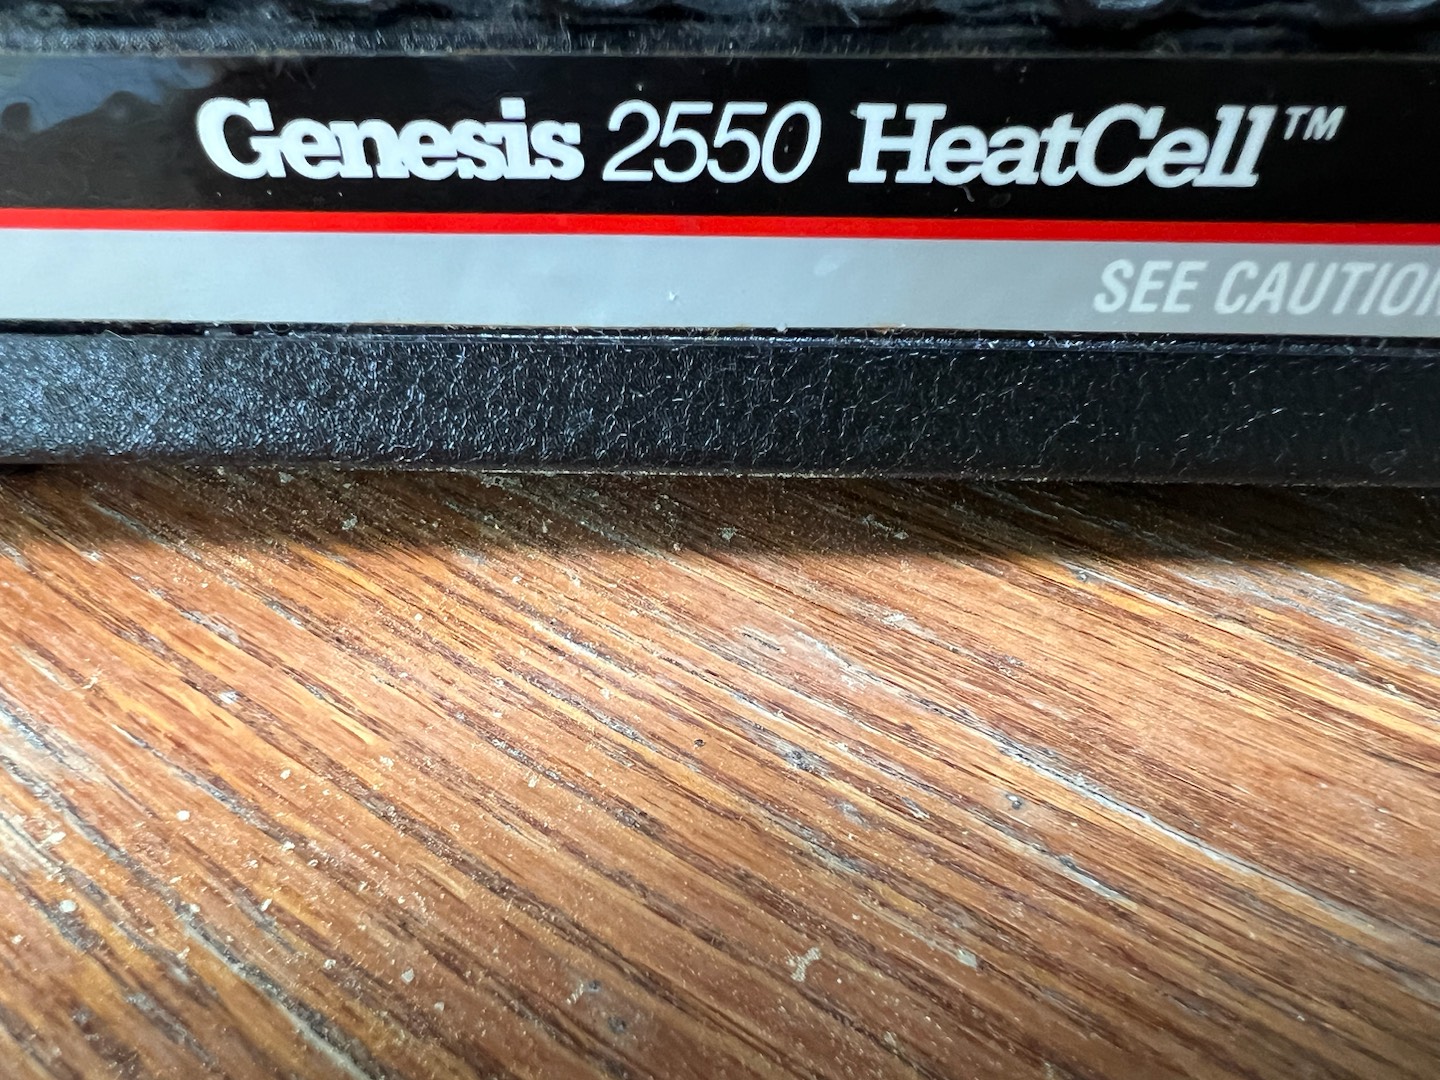 Genesis 2550 HeatCell™
SEE CAUTION